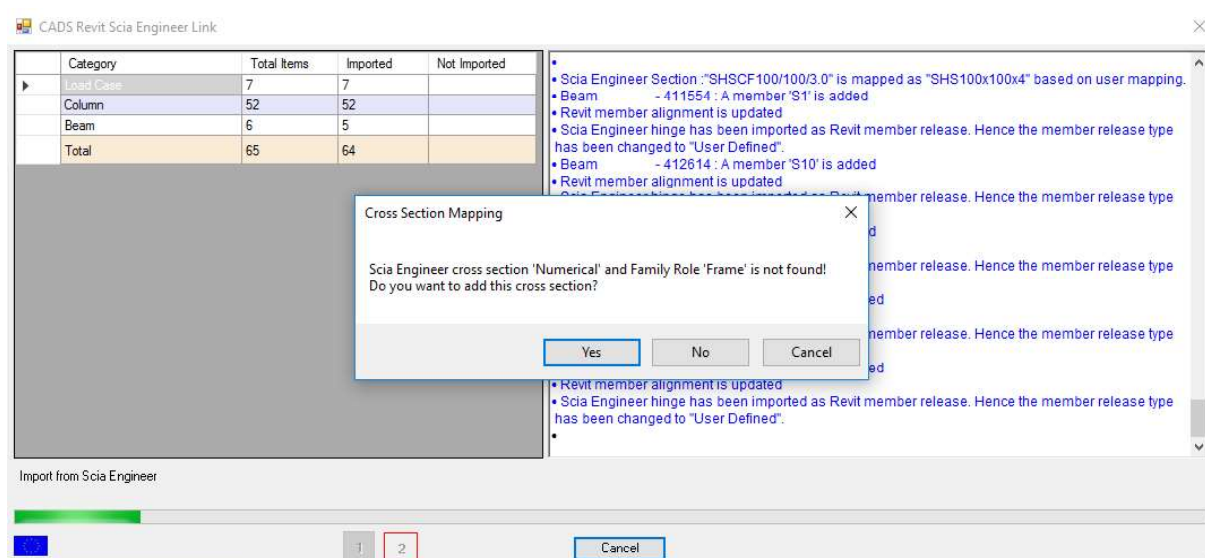 CADS Revit Scia Engineer Link
Category Total Items Imported Not Imported
Load Case 7 7
Column 52 52
Beam 6 5
Total 65 64
• Scia Engineer Section :"SHSCF100/100/3.0" is mapped as "SHS100x100x4" based on user mapping.
• Beam - 411554 : A member 'S1' is added
• Revit member alignment is updated
• Scia Engineer hinge has been imported as Revit member release. Hence the member release type
has been changed to "User Defined".
• Beam - 412614 : A member 'S10' is added
• Revit member alignment is updated
member release. Hence the member release type
member release. Hence the member release type
member release. Hence the member release type
• Revit member alignment is updated
• Scia Engineer hinge has been imported as Revit member release. Hence the member release type
has been changed to "User Defined".
Cross Section Mapping
Scia Engineer cross section 'Numerical' and Family Role 'Frame' is not found!
Do you want to add this cross section?
Yes No Cancel
Import from Scia Engineer
1 2
Cancel